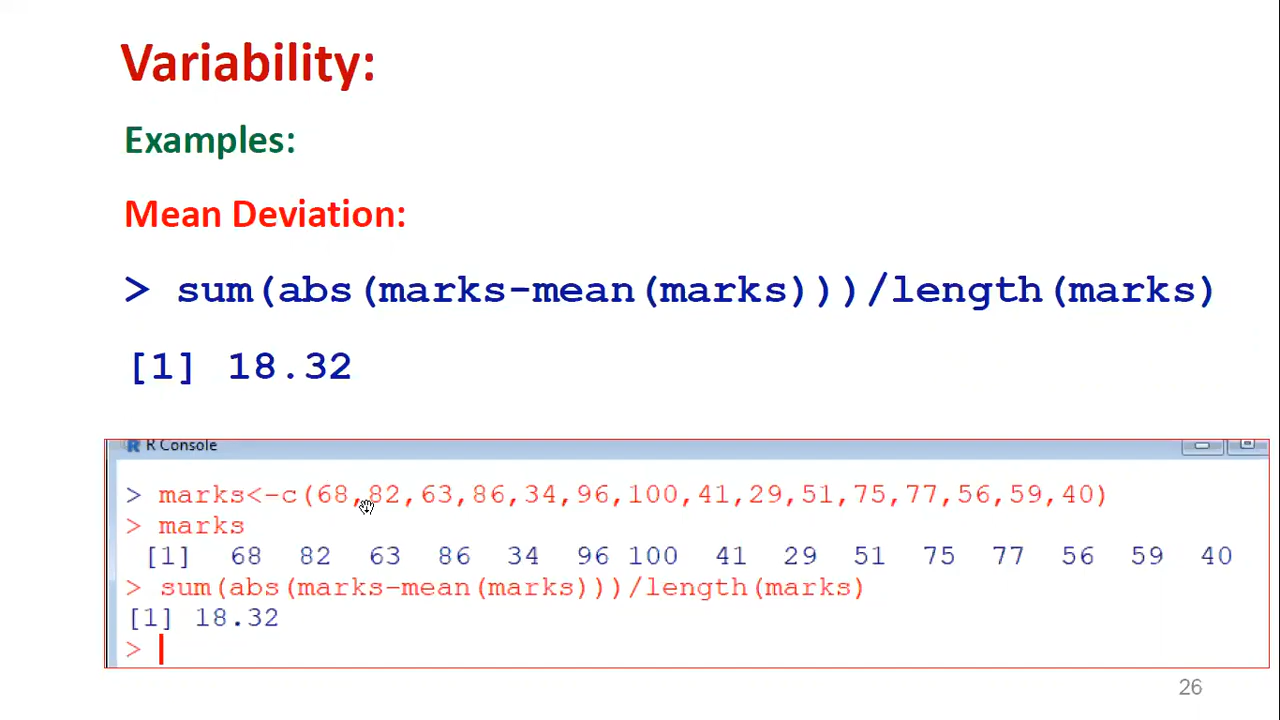 Variability:
Examples:
Mean Deviation:
> sum(abs(marks-mean(marks)))/length(marks)
[1] 18.32
R Console
> marks<-c(68,82,63,86,34,96,100,41,29,51,75,77,56,59,40)
> marks
[1] 68 82 63 86 34 96 100 41 29 51 75 77 56 59 40
> sum(abs(marks-mean(marks)))/length(marks)
[1] 18.32
>
26